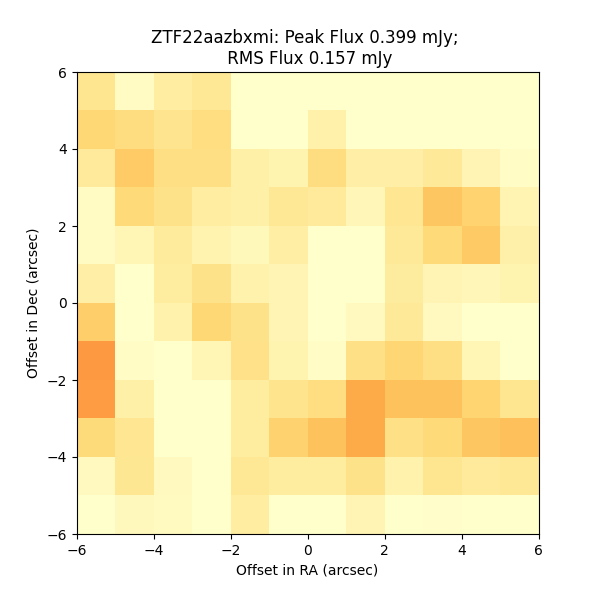 ZTF22aazbxmi: Peak Flux 0.399 mJy;
RMS Flux 0.157 mJy
6
4
2
0
−2
−4
−6
Offset in Dec (arcsec)
−6 −4 −2 0 2 4 6
Offset in RA (arcsec)